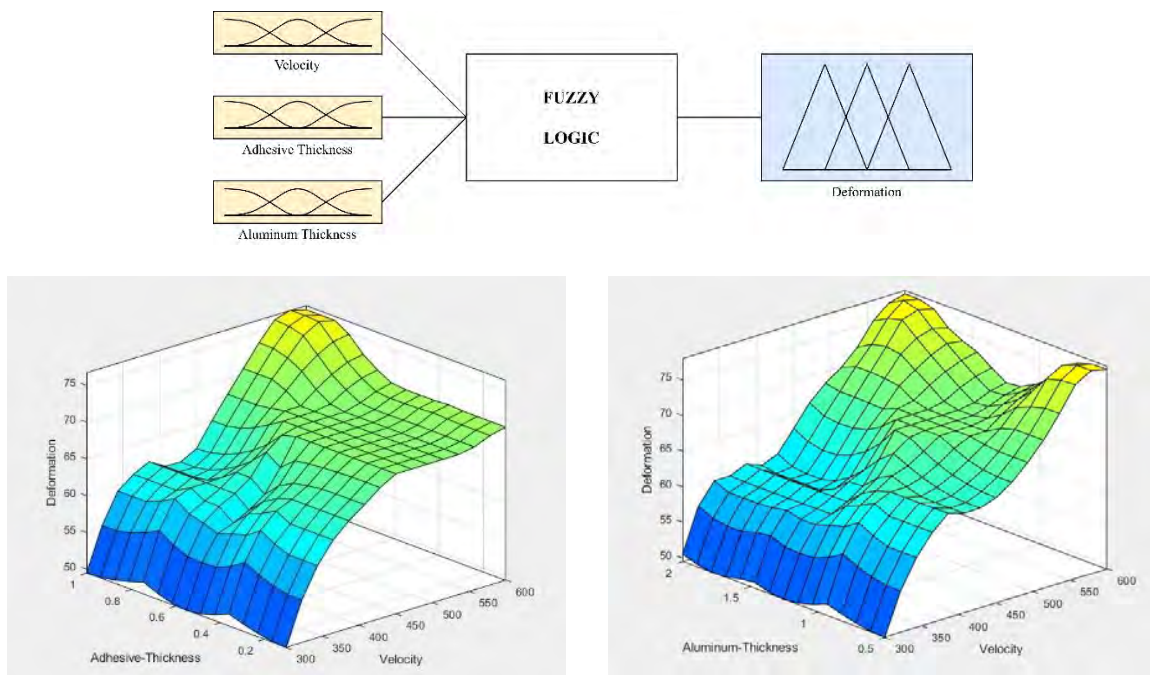 Velocity
Adhesive Thickness
Aluminum Thickness
FUZZY
LOGIC
Deformation
75
70
65
60
55
50
Deformation
1
0.8
0.6
0.4
0.2
Adhesive-Thickness
300
350
400
450
500
550
600
Velocity
75
70
65
60
55
50
Deformation
2
1.5
1
0.5
Aluminum-Thickness
300
350
400
450
500
550
600
Velocity